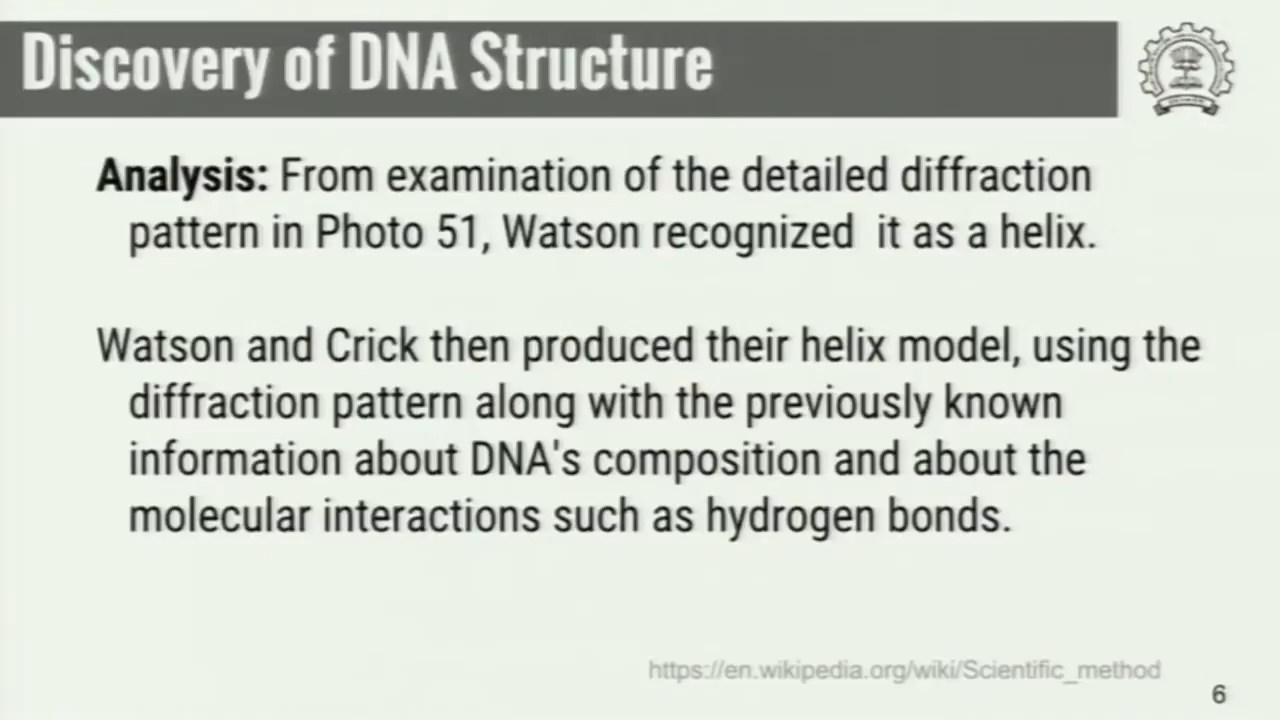 Discovery of DNA Structure
Analysis: From examination of the detailed diffraction
pattern in Photo 51, Watson recognized it as a helix.
Watson and Crick then produced their helix model, using the
diffraction pattern along with the previously known
information about DNA's composition and about the
molecular interactions such as hydrogen bonds.
https://en.wikipedia.org/wiki/Scientific_method
6